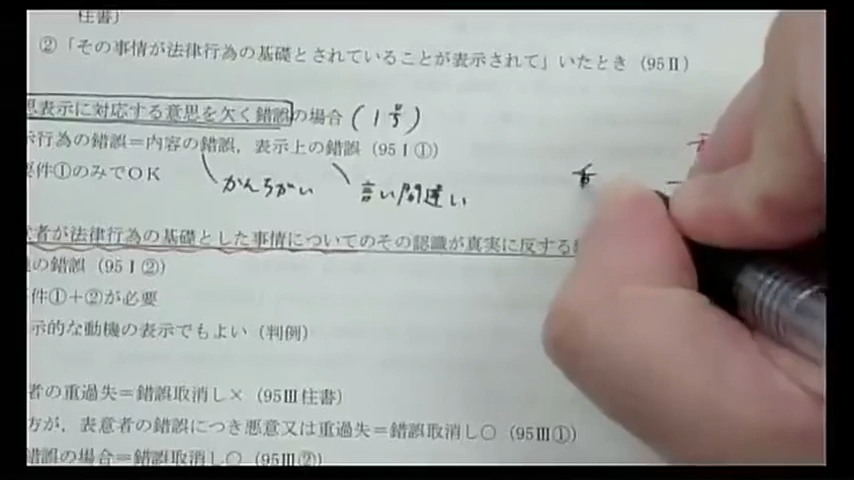 柱書)
②「その事情が法律行為の基礎とされていることが表示されて」いたとき(95Ⅱ)
思表示に対応する意思を欠く錯誤の場合(1号)
示行為の錯誤=内容の錯誤,表示上の錯誤(95Ⅰ①)
要件①のみでOK
かんちがい 言い間違い
重
意者が法律行為の基礎とした事情についてのその認識が真実に反する
の錯誤(95Ⅰ②)
件①+②が必要
示的な動機の表示でもよい(判例)
者の重過失=錯誤取消し×(95Ⅲ柱書)
方が,表意者の錯誤につき悪意又は重過失=錯誤取消し○(95Ⅲ①)
錯誤の場合=錯誤取消し○(95Ⅲ②)